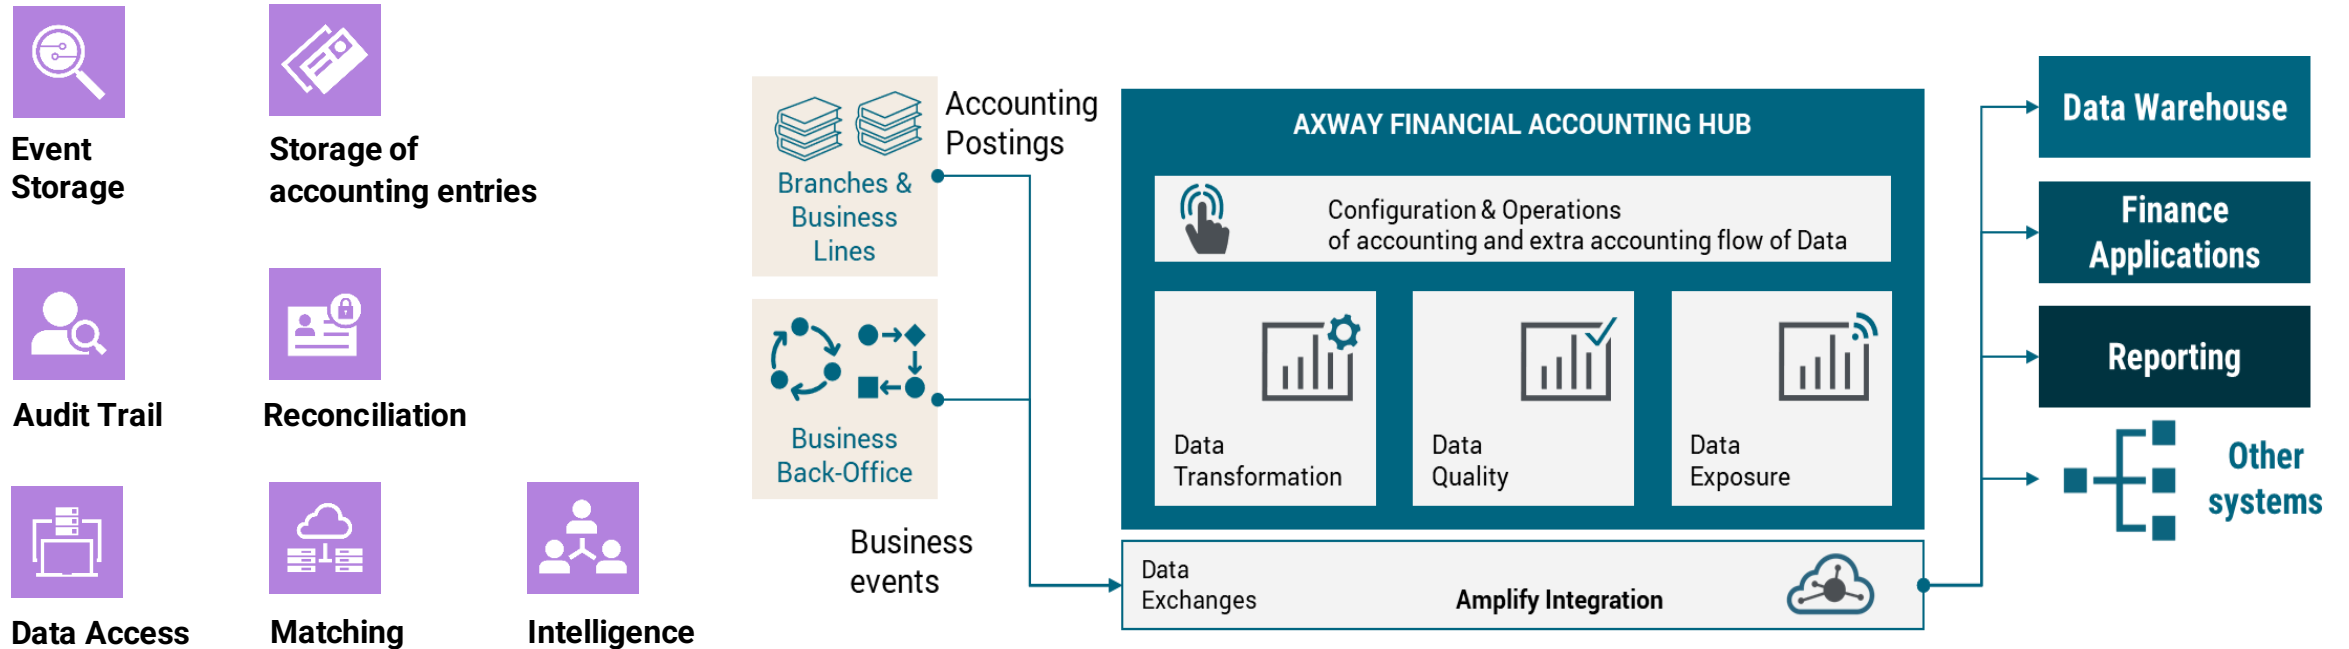 Event
Storage
Storage of
accounting entries
Audit Trail
Reconciliation
Data Access
Matching
Intelligence
Accounting
Postings
Branches &
Business
Lines
Business
Back-Office
Business
events
AXWAY FINANCIAL ACCOUNTING HUB
Configuration & Operations
of accounting and extra accounting flow of Data
Data
Transformation
Data
Quality
Data
Exposure
Data
Exchanges
Amplify Integration
Data Warehouse
Finance
Applications
Reporting
Other
systems